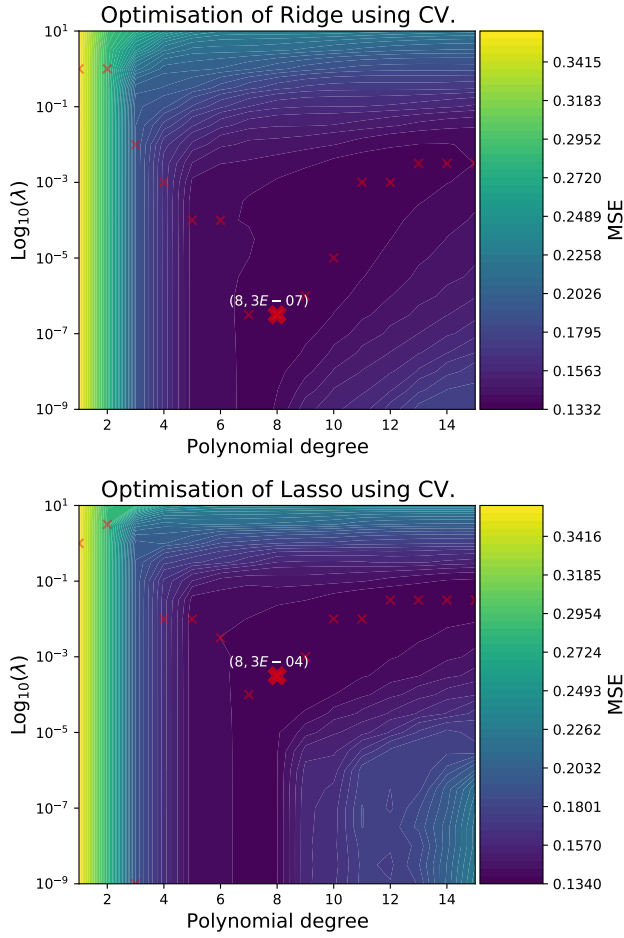 Optimisation of Ridge using CV.
10^1
10^-1
10^-3
10^-5
10^-7
10^-9
Log10(λ)
(8, 3E − 07)
2 4 6 8 10 12 14
Polynomial degree
0.3415
0.3183
0.2952
0.2720
0.2489
0.2258
0.2026
0.1795
0.1563
0.1332
MSE
Optimisation of Lasso using CV.
10^1
10^-1
10^-3
10^-5
10^-7
10^-9
Log10(λ)
(8, 3E − 04)
2 4 6 8 10 12 14
Polynomial degree
0.3416
0.3185
0.2954
0.2724
0.2493
0.2262
0.2032
0.1801
0.1570
0.1340
MSE